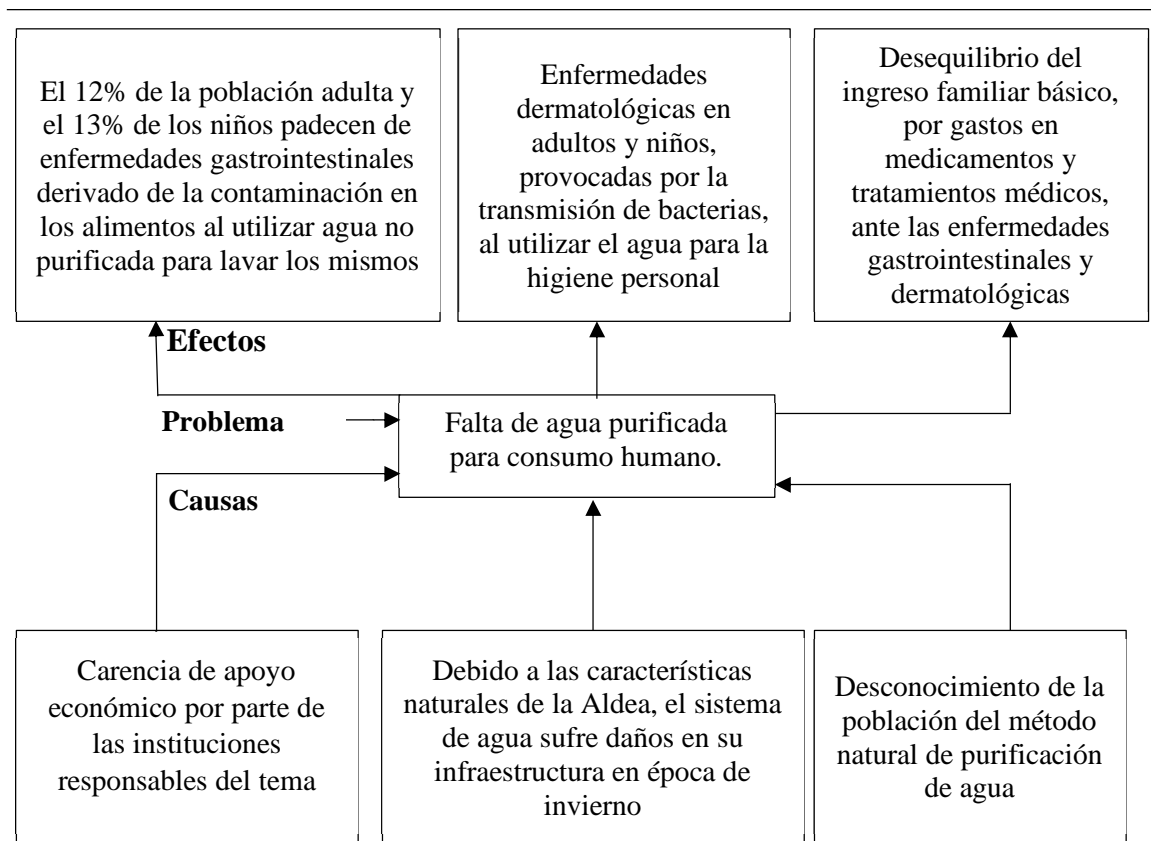 El 12% de la población adulta y
el 13% de los niños padecen de
enfermedades gastrointestinales
derivado de la contaminación en
los alimentos al utilizar agua no
purificada para lavar los mismos
Enfermedades
dermatológicas en
adultos y niños,
provocadas por la
transmisión de bacterias,
al utilizar el agua para la
higiene personal
Desequilibrio del
ingreso familiar básico,
por gastos en
medicamentos y
tratamientos médicos,
ante las enfermedades
gastrointestinales y
dermatológicas
Efectos
Problema
Falta de agua purificada
para consumo humano.
Causas
Carencia de apoyo
económico por parte de
las instituciones
responsables del tema
Debido a las características
naturales de la Aldea, el sistema
de agua sufre daños en su
infraestructura en época de
invierno
Desconocimiento de la
población del método
natural de purificación
de agua